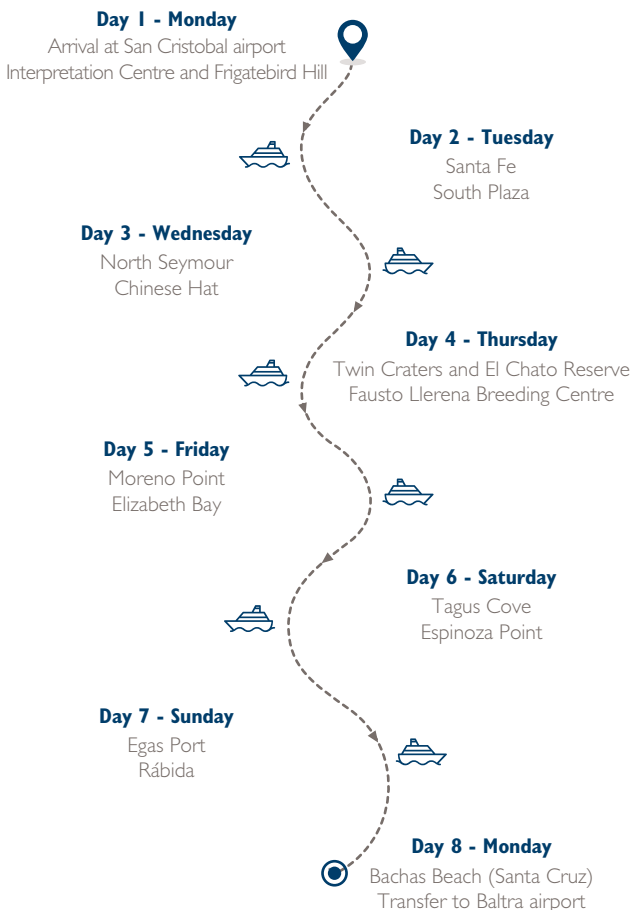 Day 1 - Monday
Arrival at San Cristobal airport
Interpretation Centre and Frigatebird Hill
Day 2 - Tuesday
Santa Fe
South Plaza
Day 3 - Wednesday
North Seymour
Chinese Hat
Day 4 - Thursday
Twin Craters and El Chato Reserve
Fausto Llerena Breeding Centre
Day 5 - Friday
Moreno Point
Elizabeth Bay
Day 6 - Saturday
Tagus Cove
Espinoza Point
Day 7 - Sunday
Egas Port
Rábida
Day 8 - Monday
Bachas Beach (Santa Cruz)
Transfer to Baltra airport